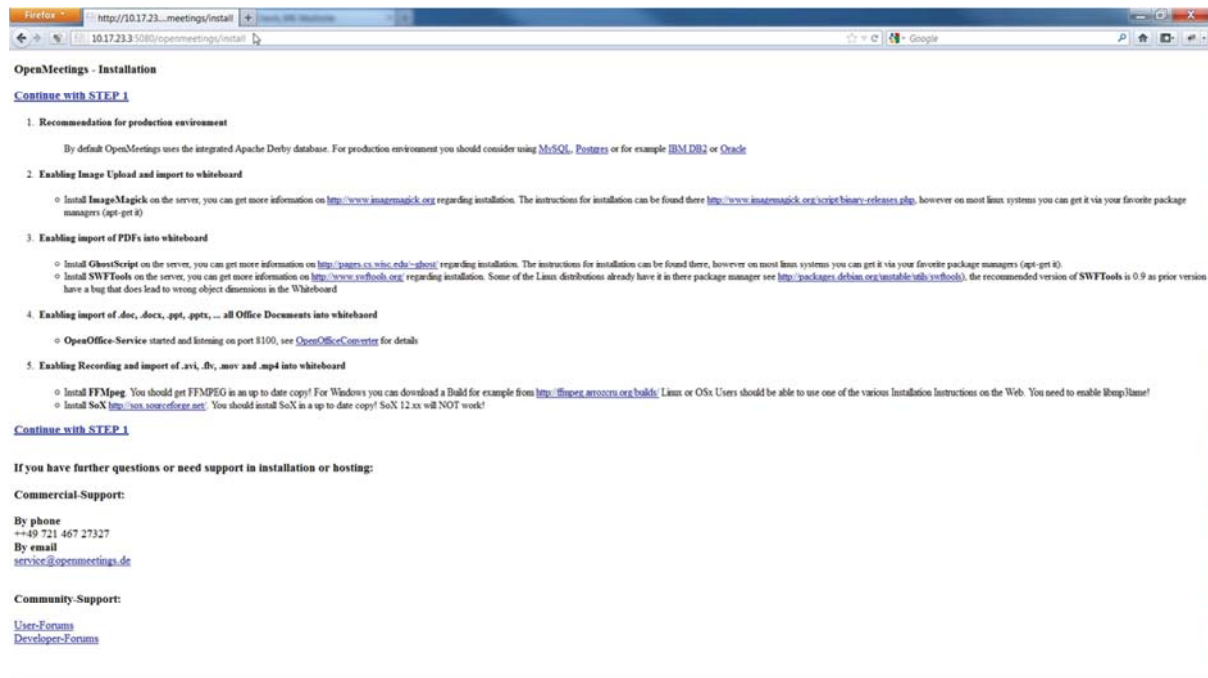 Firefox
http://10.17.23....meetings/install
+
10.17.23.3:5080/openmeetings/install
Google
OpenMeetings - Installation
Continue with STEP 1
1. Recommendation for production environment
By default OpenMeetings uses the integrated Apache Derby database. For production environment you should consider using MySQL, Postgres or for example IBM DB2 or Oracle
2. Enabling Image Upload and import to whiteboard
Install ImageMagick on the server, you can get more information on http://www.imagemagick.org regarding installation. The instructions for installation can be found there http://www.imagemagick.org/script/binary-releases.php, however on most linux systems you can get it via your favorite package
managers (apt-get it)
3. Enabling import of PDFs into whiteboard
Install GhostScript on the server, you can get more information on http://pages.cs.wisc.edu/~ghost/ regarding installation. The instructions for installation can be found there, however on most linux systems you can get it via your favorite package managers (apt-get it).
Install SWFTools on the server, you can get more information on http://www.swftools.org/ regarding installation. Some of the Linux distributions already have it in there package manager see http://packages.debian.org/unstable/utils/swftools), the recommended version of SWFTools is 0.9 as prior version
have a bug that does lead to wrong object dimensions in the Whiteboard
4. Enabling import of .doc, .docx, .ppt, .pptx, ... all Office Documents into whitebaord
OpenOffice-Service started and listening on port 8100, see OpenOfficeConverter for details
5. Enabling Recording and import of .avi, .flv, .mov and .mp4 into whiteboard
Install FFMpeg. You should get FFMPEG in an up to date copy! For Windows you can download a Build for example from http://ffmpeg.arrozcru.org/builds/ Linux or OSx Users should be able to use one of the various Installation Instructions on the Web. You need to enable libmp3lame!
Install SoX http://sox.sourceforge.net/. You should install SoX in a up to date copy! SoX 12.xx will NOT work!
Continue with STEP 1
If you have further questions or need support in installation or hosting:
Commercial-Support:
By phone
++49 721 467 27327
By email
service@openmeetings.de
Community-Support:
User-Forums
Developer-Forums